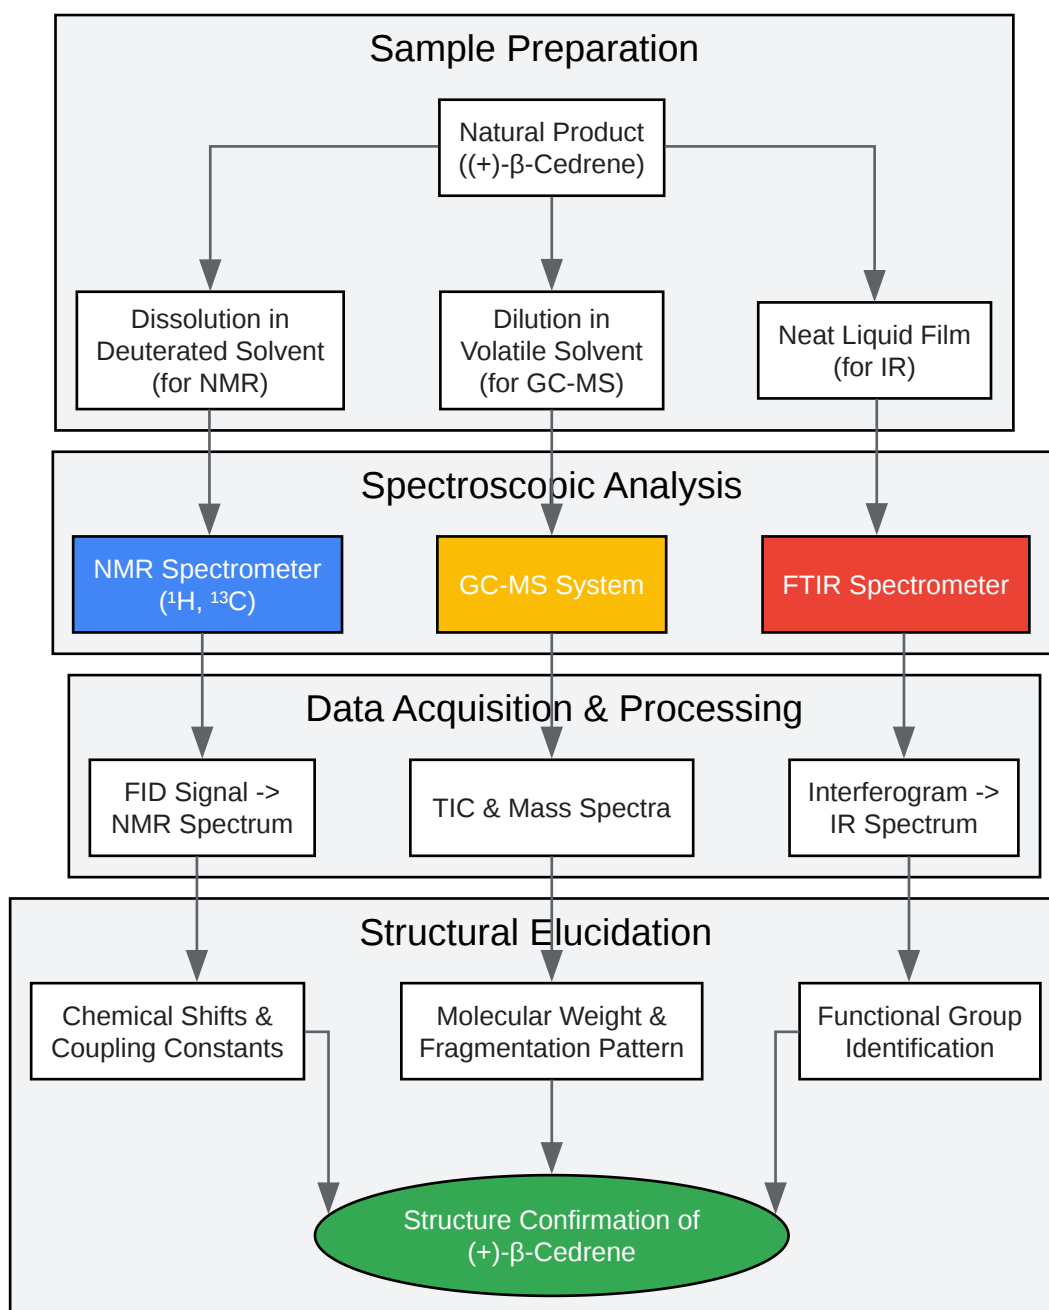 Sample Preparation
Natural Product
((+)-β-Cedrene)
Dissolution in
Deuterated Solvent
(for NMR)
Dilution in
Volatile Solvent
(for GC-MS)
Neat Liquid Film
(for IR)
Spectroscopic Analysis
NMR Spectrometer
(¹H, ¹³C)
GC-MS System
FTIR Spectrometer
Data Acquisition & Processing
FID Signal ->
NMR Spectrum
TIC & Mass Spectra
Interferogram ->
IR Spectrum
Structural Elucidation
Chemical Shifts &
Coupling Constants
Molecular Weight &
Fragmentation Pattern
Functional Group
Identification
Structure Confirmation of
(+)-β-Cedrene